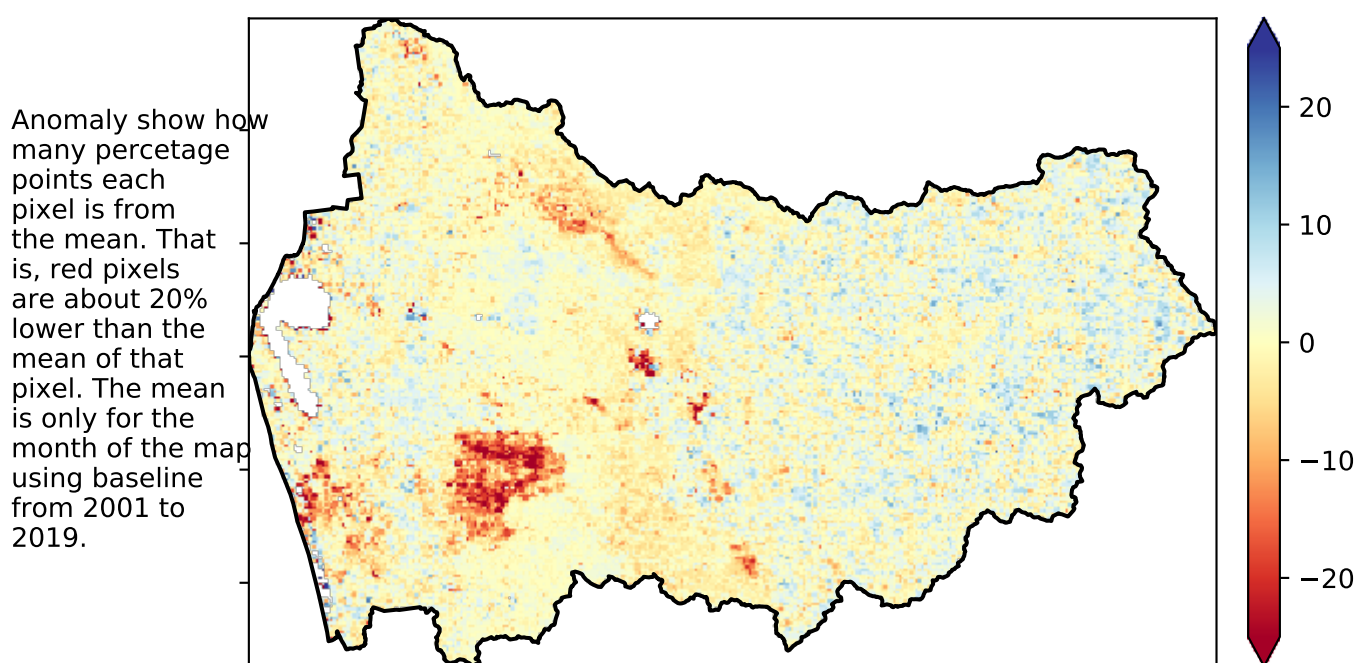 Anomaly show how
many percetage
points each
pixel is from
the mean. That
is, red pixels
are about 20%
lower than the
mean of that
pixel. The mean
is only for the
month of the map
using baseline
from 2001 to
2019.
20
10
0
−10
−20